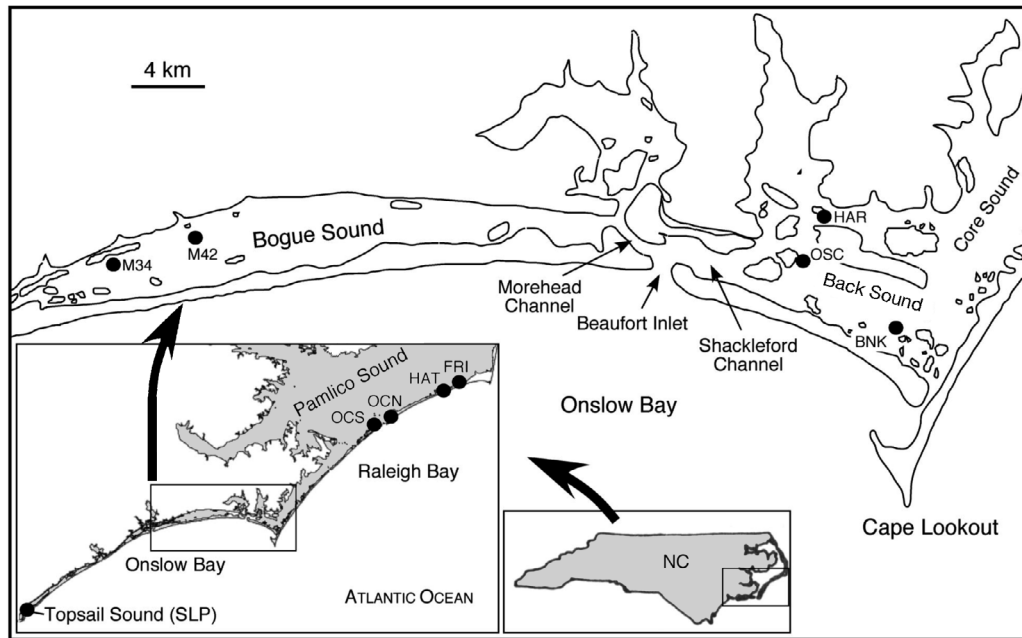 4 km
Bogue Sound
M42
M34
HAR
OSC
Core Sound
Back Sound
BNK
Morehead
Channel
Beaufort Inlet
Shackleford
Channel
Onslow Bay
Cape Lookout
Pamlico Sound
FRI
HAT
OCN
OCS
Raleigh Bay
Onslow Bay
ATLANTIC OCEAN
Topsail Sound (SLP)
NC